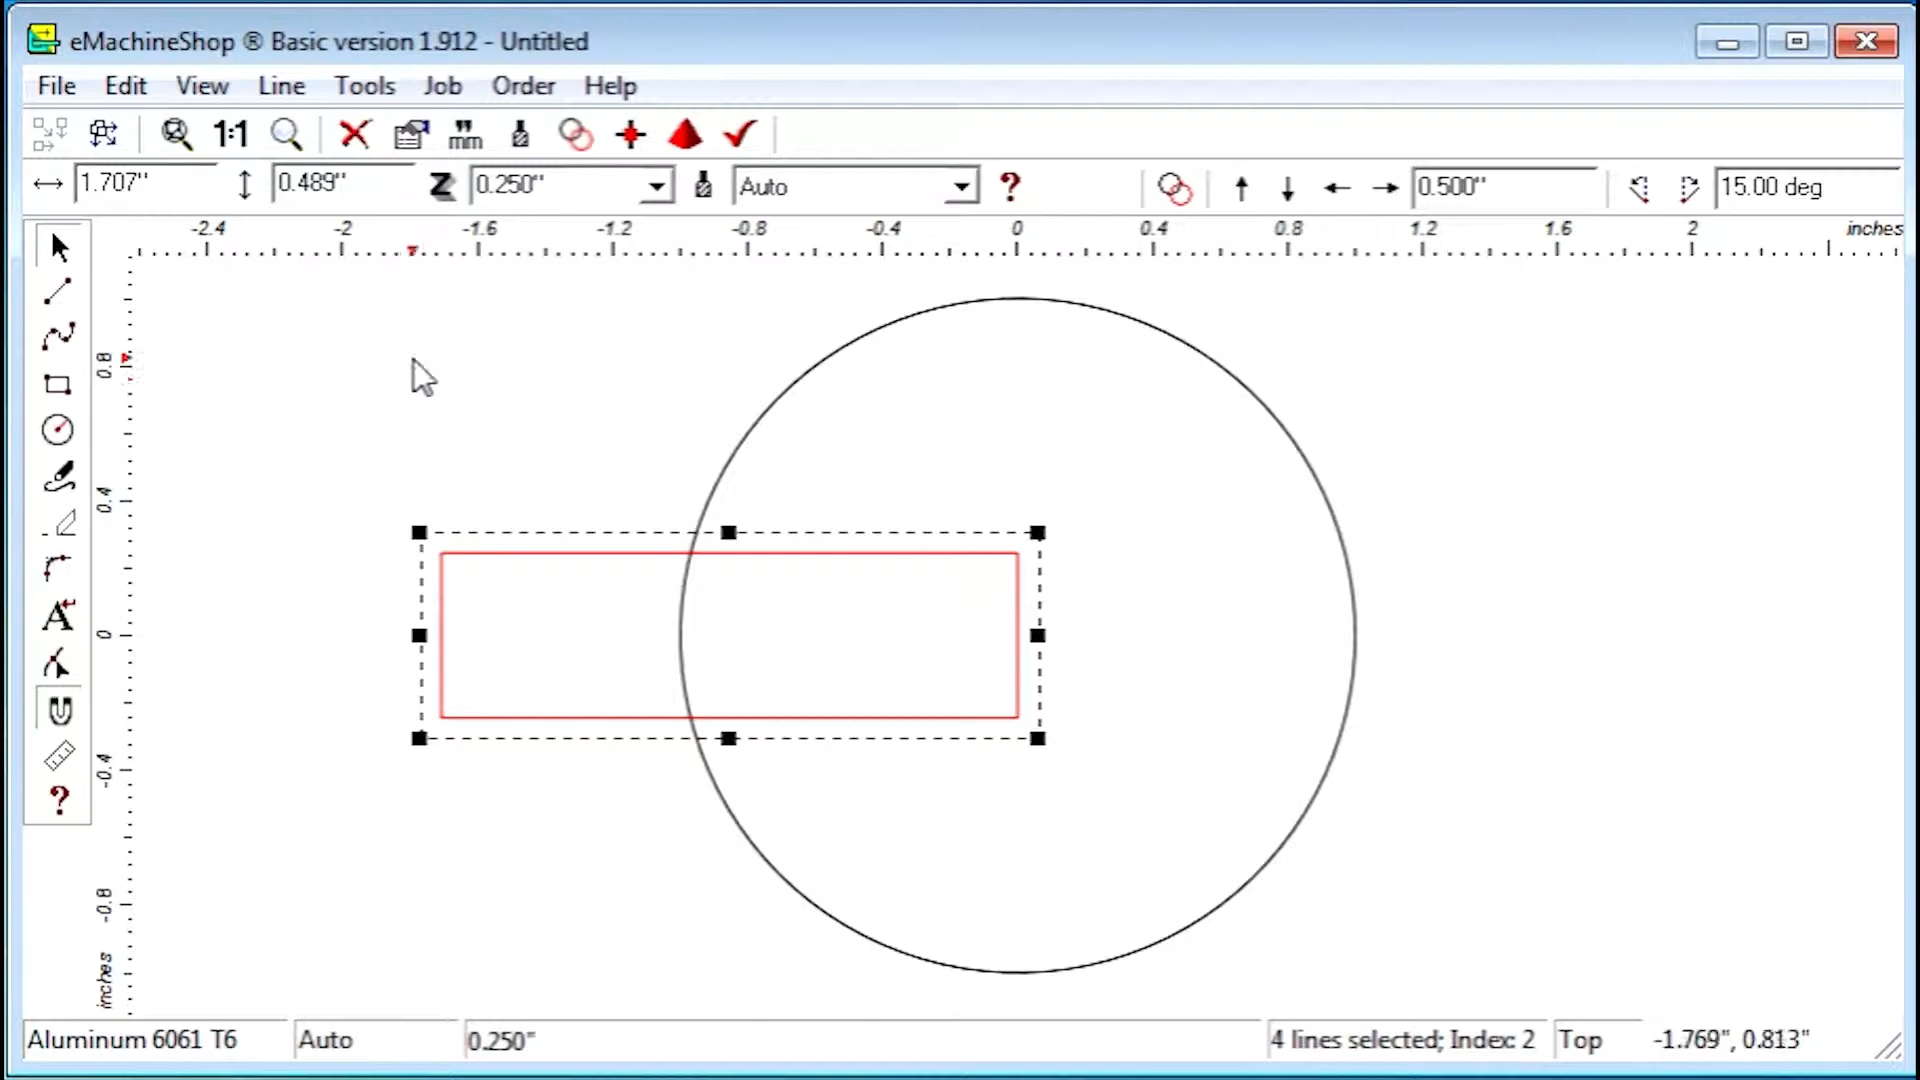 eMachineShop ® Basic version 1.912 - Untitled
File Edit View Line Tools Job Order Help
1:1 " mm
1.707" 0.489" Z 0.250" Auto ? 0.500" 15.00 deg
-2.4 -2 -1.6 -1.2 -0.8 -0.4 0 0.4 0.8 1.2 1.6 2 inches
0.8
0.4
0
-0.4
-0.8
inches
A
?
Aluminum 6061 T6 Auto 0.250" 4 lines selected; Index: 2 Top -1.769", 0.813"